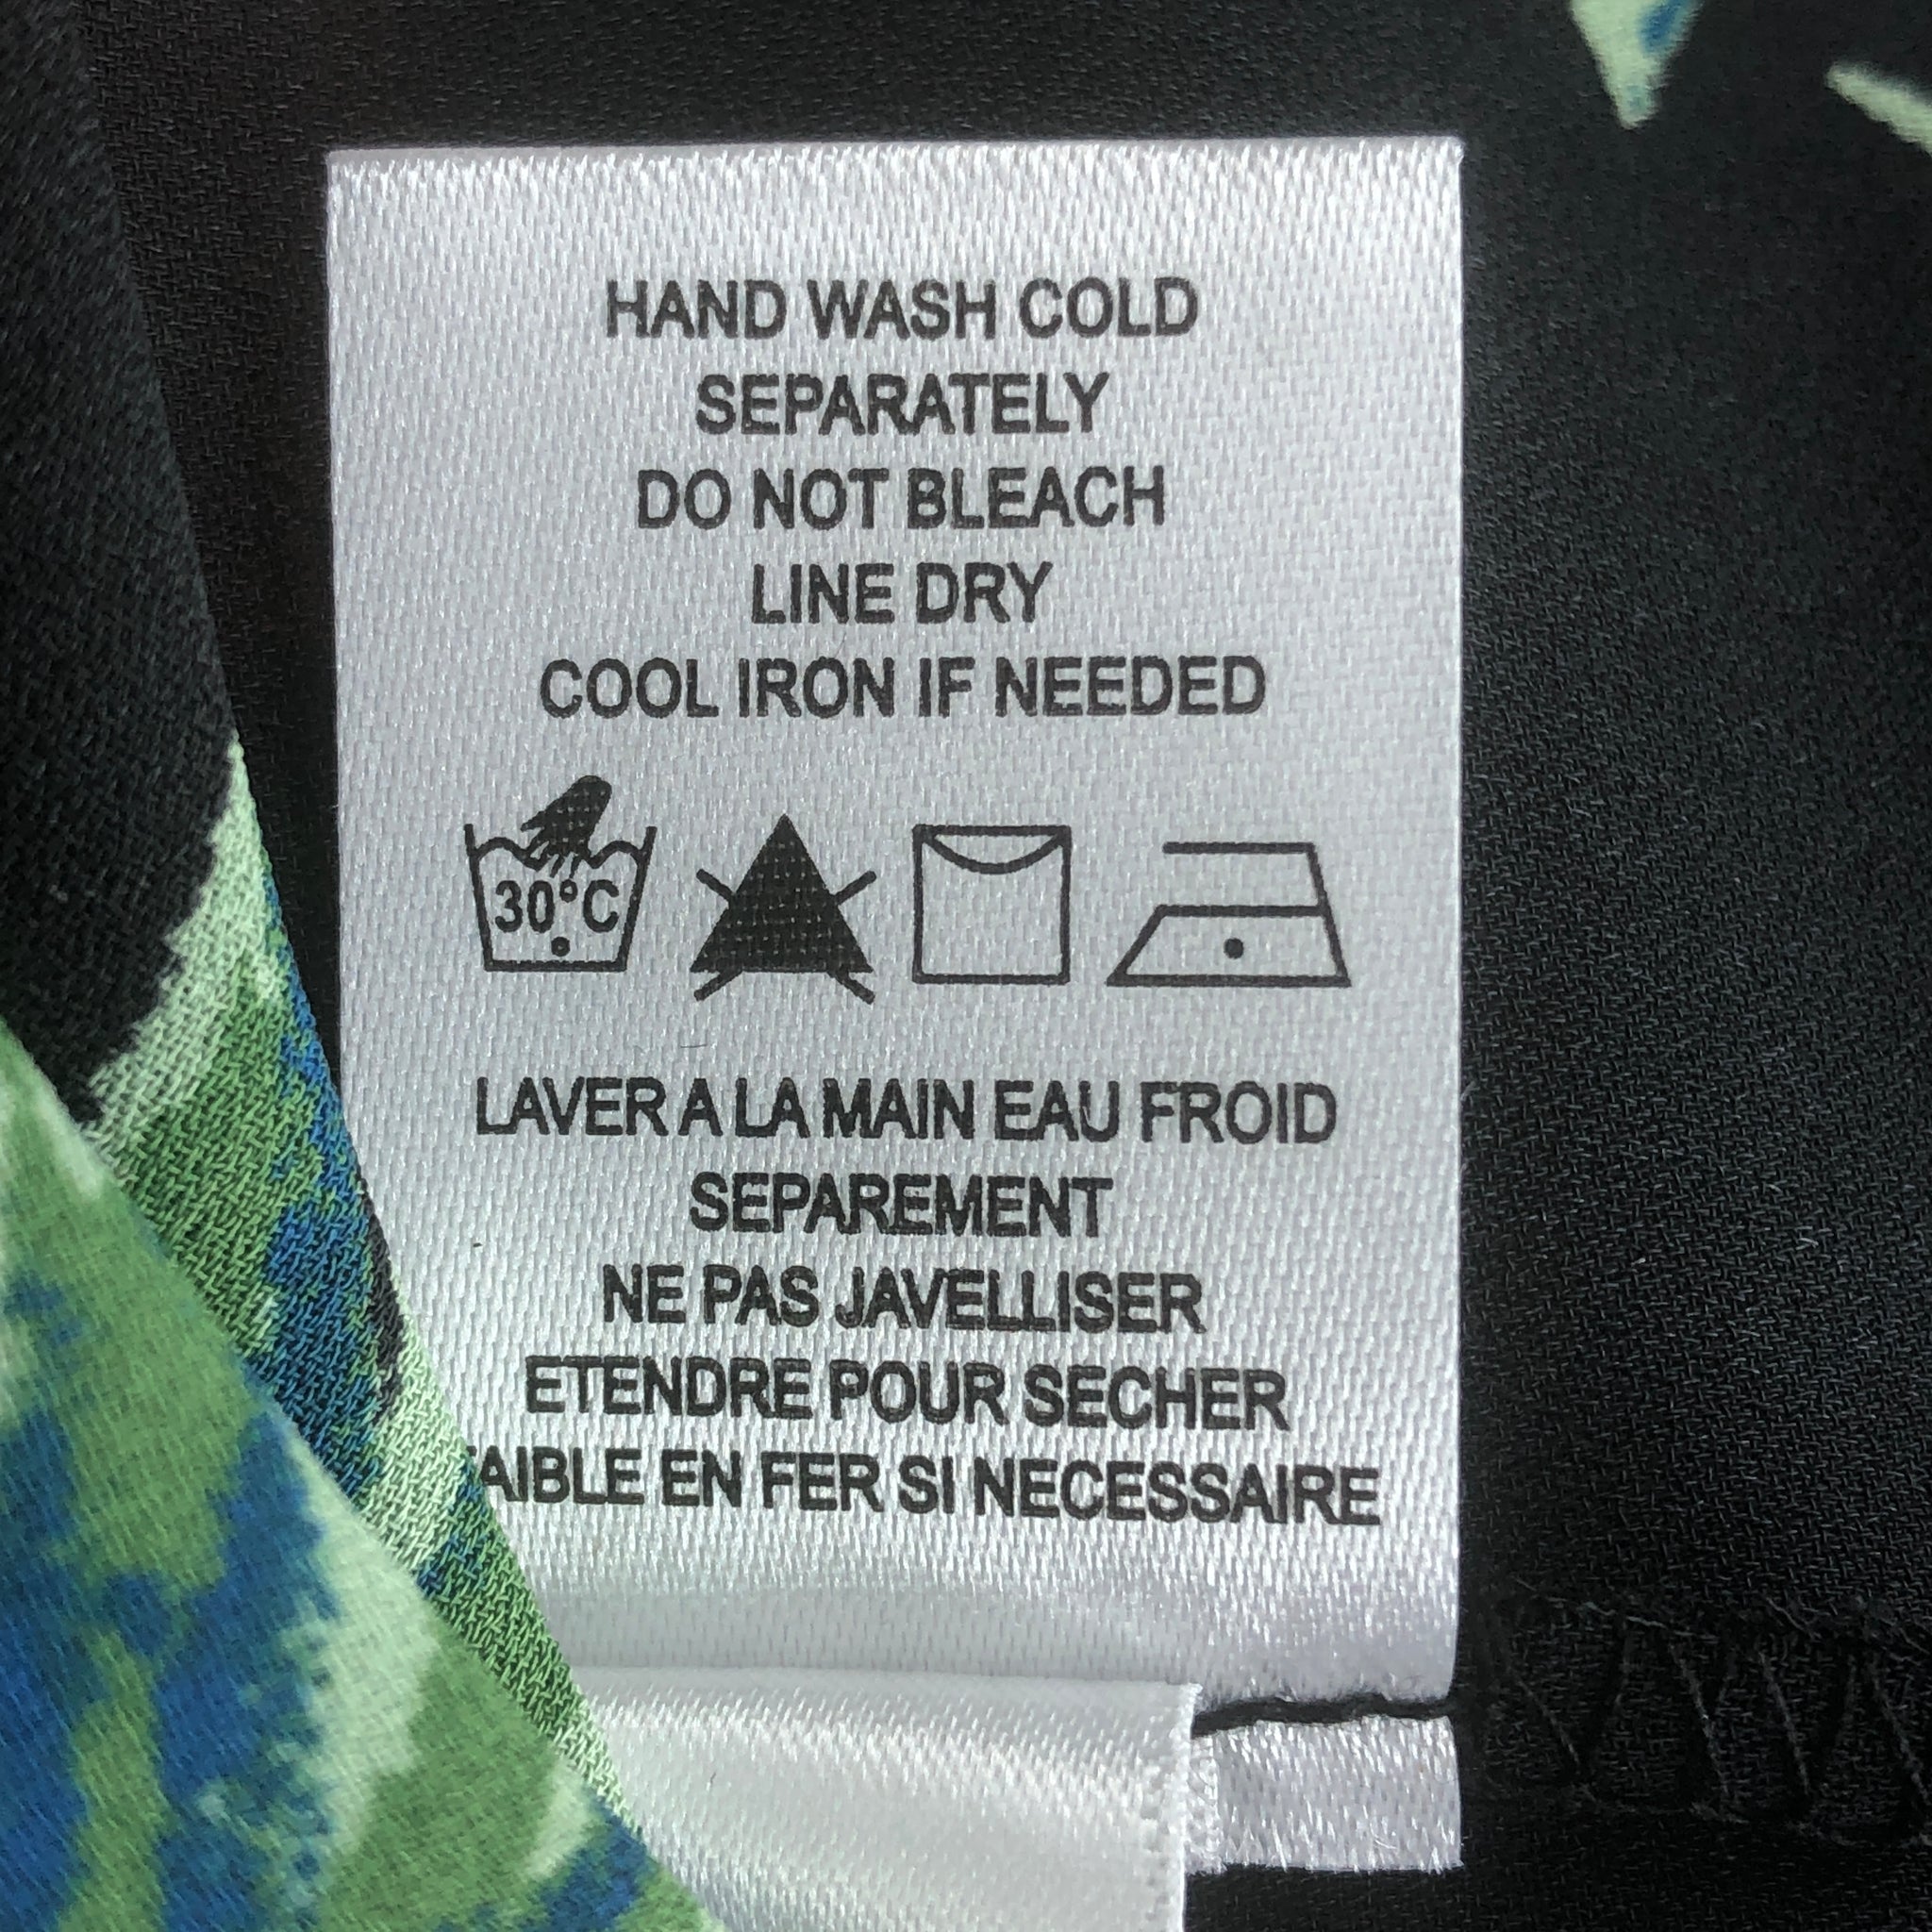 HAND WASH COLD
SEPARATELY
DO NOT BLEACH
LINE DRY
COOL IRON IF NEEDED
30°C
LAVER A LA MAIN EAU FROID
SEPAREMENT
NE PAS JAVELLISER
ETENDRE POUR SECHER
EN FER SI NECESSAIRE